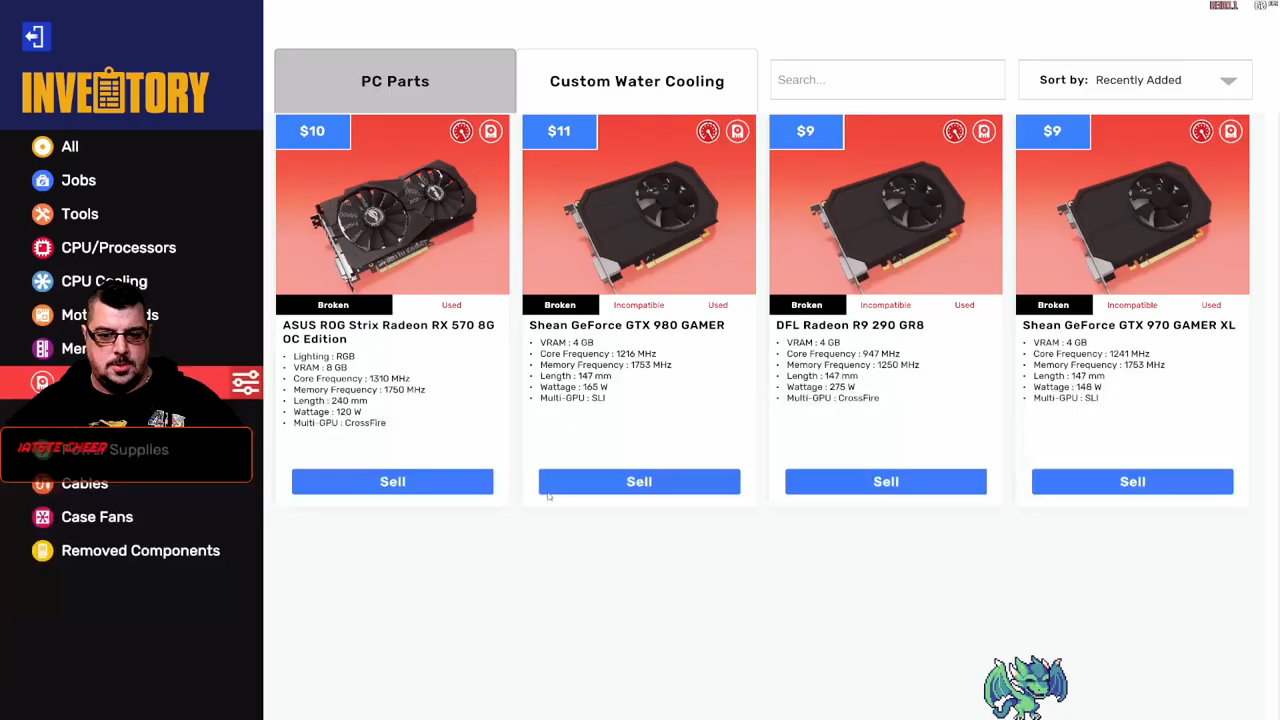 INVENTORY
All
Jobs
Tools
CPU/Processors
CPU Cooling
Supplies
Cables
Case Fans
Removed Components
PC Parts
Custom Water Cooling
Search...
Sort by: Recently Added
$10
Broken
Used
ASUS ROG Strix Radeon RX 570 8G
OC Edition
• Lighting : RGB
• VRAM : 8 GB
• Core Frequency : 1310 MHz
• Memory Frequency : 1750 MHz
• Length : 240 mm
• Wattage : 120 W
• Multi-GPU : CrossFire
Sell
$11
Broken
Incompatible
Used
Shean GeForce GTX 980 GAMER
• VRAM : 4 GB
• Core Frequency : 1216 MHz
• Memory Frequency : 1753 MHz
• Length : 147 mm
• Wattage : 165 W
• Multi-GPU : SLI
Sell
$9
Broken
Incompatible
Used
DFL Radeon R9 290 GR8
• VRAM : 4 GB
• Core Frequency : 947 MHz
• Memory Frequency : 1250 MHz
• Length : 147 mm
• Wattage : 275 W
• Multi-GPU : CrossFire
Sell
$9
Broken
Incompatible
Used
Shean GeForce GTX 970 GAMER XL
• VRAM : 4 GB
• Core Frequency : 1241 MHz
• Memory Frequency : 1753 MHz
• Length : 147 mm
• Wattage : 148 W
• Multi-GPU : SLI
Sell